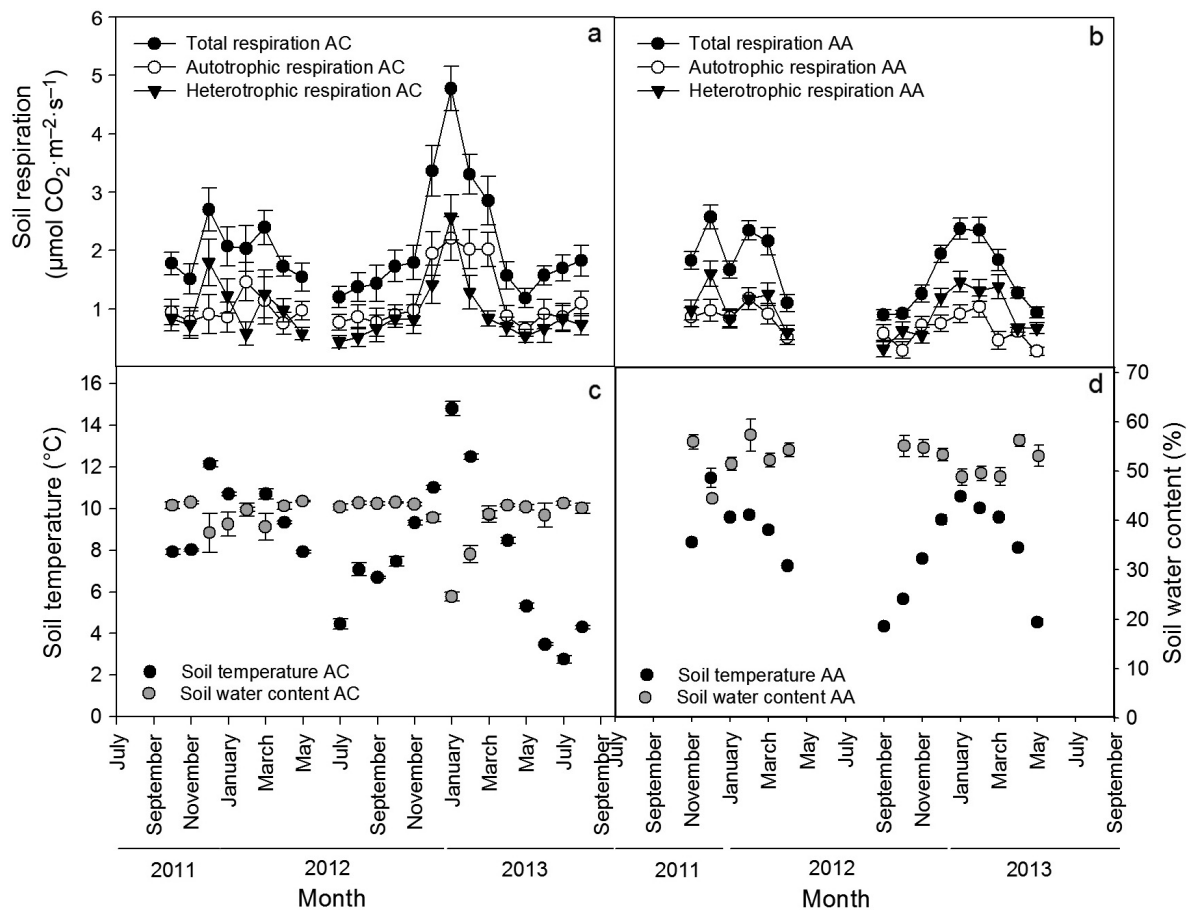 a
Total respiration AC
Autotrophic respiration AC
Heterotrophic respiration AC
Soil respiration
(μmol CO₂·m⁻²·s⁻¹)
6
5
4
3
2
1
b
Total respiration AA
Autotrophic respiration AA
Heterotrophic respiration AA
c
Soil temperature (°C)
16
14
12
10
8
6
4
2
0
Soil temperature AC
Soil water content AC
d
Soil temperature AA
Soil water content AA
70
60
50
40
30
20
10
0
Soil water content (%)
July
September
November
January
March
May
July
September
November
January
March
May
July
September
July
September
November
January
March
May
July
September
November
January
March
May
July
September
2011
2012
2013
2011
2012
2013
Month
Month